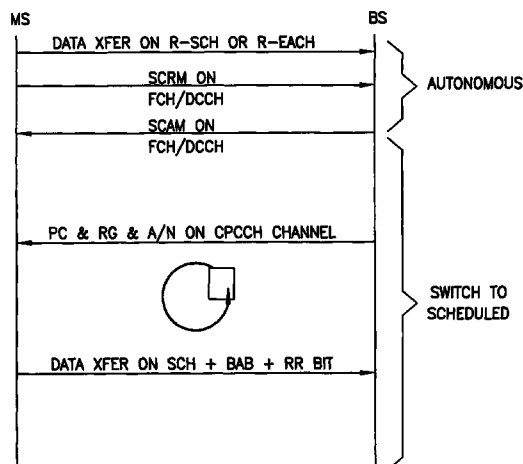 MS
BS
DATA XFER ON R-SCH OR R-EACH
SCRM ON
FCH/DCCH
AUTONOMOUS
SCAM ON
FCH/DCCH
PC & RG & A/N ON CPCCH CHANNEL
SWITCH TO
SCHEDULED
DATA XFER ON SCH + BAB + RR BIT